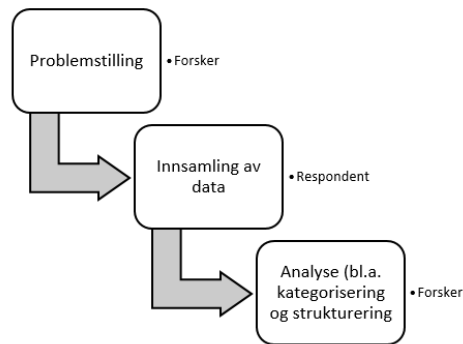 Problemstilling
• Forsker
Innsamling av
data
• Respondent
Analyse (bl.a.
kategorisering
og strukturering
• Forsker